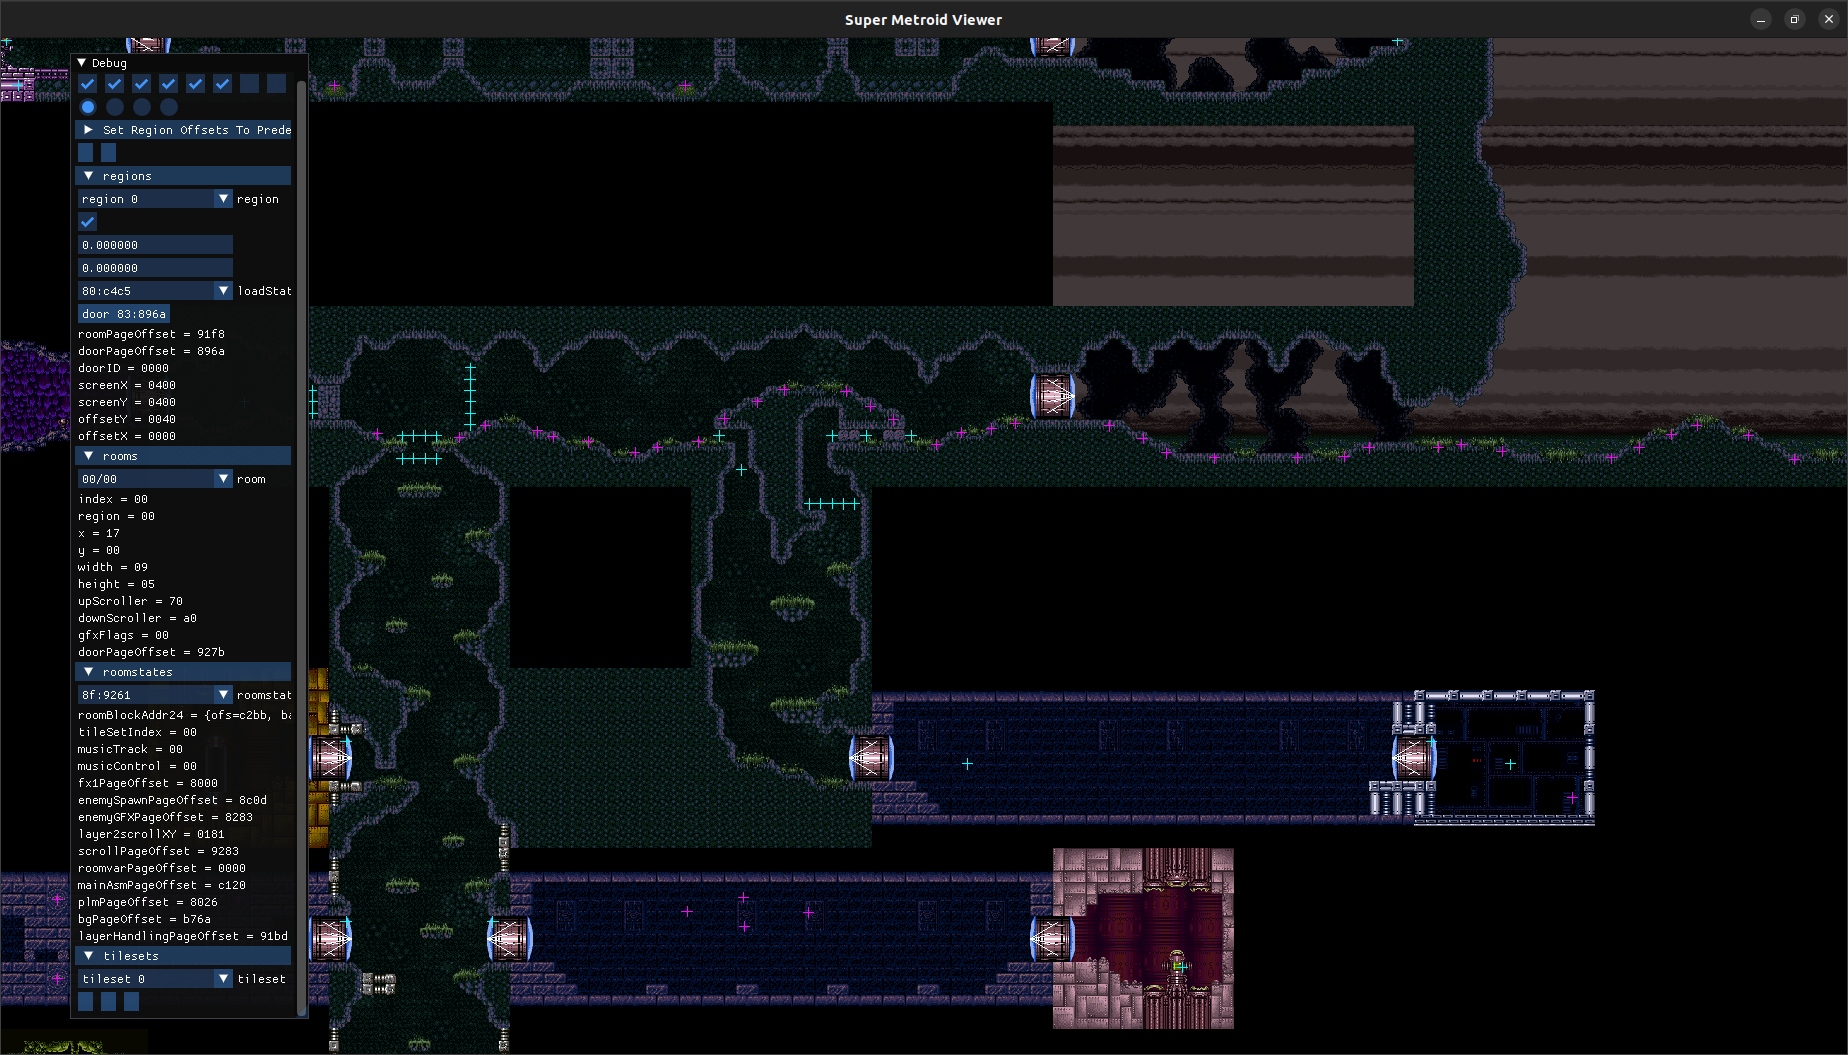 Super Metroid Viewer
Debug
Set Region Offsets To Prede
regions
region 0 region
0.000000
0.000000
80:c4c5 loadStat
door 83:896a
roomPageOffset = 91f8
doorPageOffset = 896a
doorID = 0000
screenX = 0400
screenY = 0400
offsetY = 0040
offsetX = 0000
rooms
00/00 room
index = 00
region = 00
x = 17
y = 00
width = 09
height = 05
upScroller = 70
downScroller = a0
gfxFlags = 00
doorPageOffset = 927b
roomstates
8f:9261 roomstat
roomBlockAddr24 = {ofs=c2bb, ba
tileSetIndex = 00
musicTrack = 00
musicControl = 00
fx1PageOffset = 8000
enemySpawnPageOffset = 8c0d
enemyGFXPageOffset = 8283
layer2scrollXY = 0181
scrollPageOffset = 9283
roomvarPageOffset = 0000
mainAsmPageOffset = c120
plmPageOffset = 8026
bgPageOffset = b76a
layerHandlingPageOffset = 91bd
tilesets
tileset 0 tileset